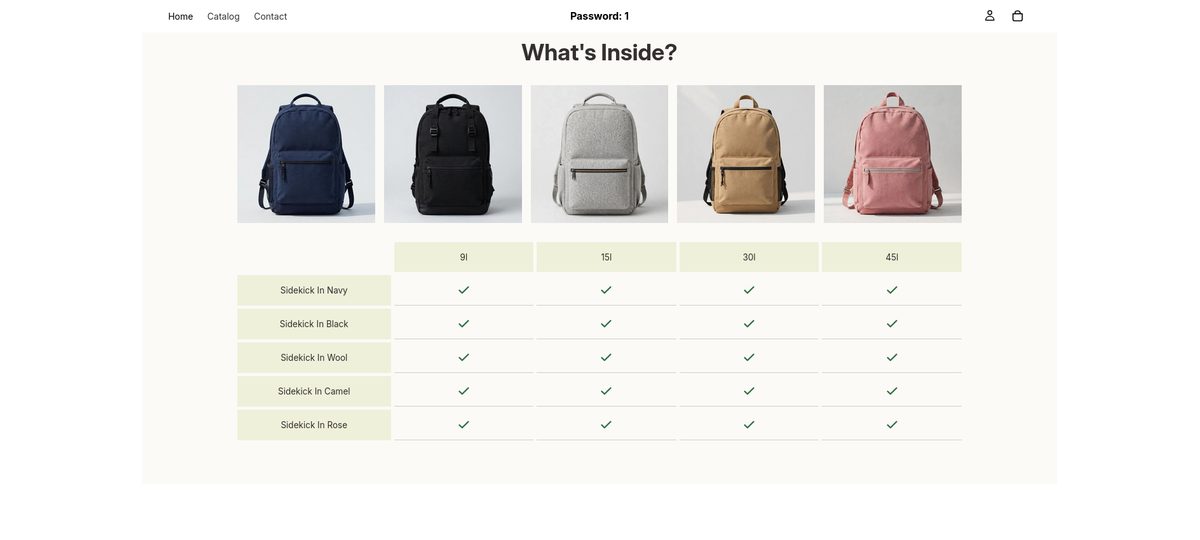 Home Catalog Contact Password: 1
What's Inside?
9l 15l 30l 45l
Sidekick In Navy
Sidekick In Black
Sidekick In Wool
Sidekick In Camel
Sidekick In Rose